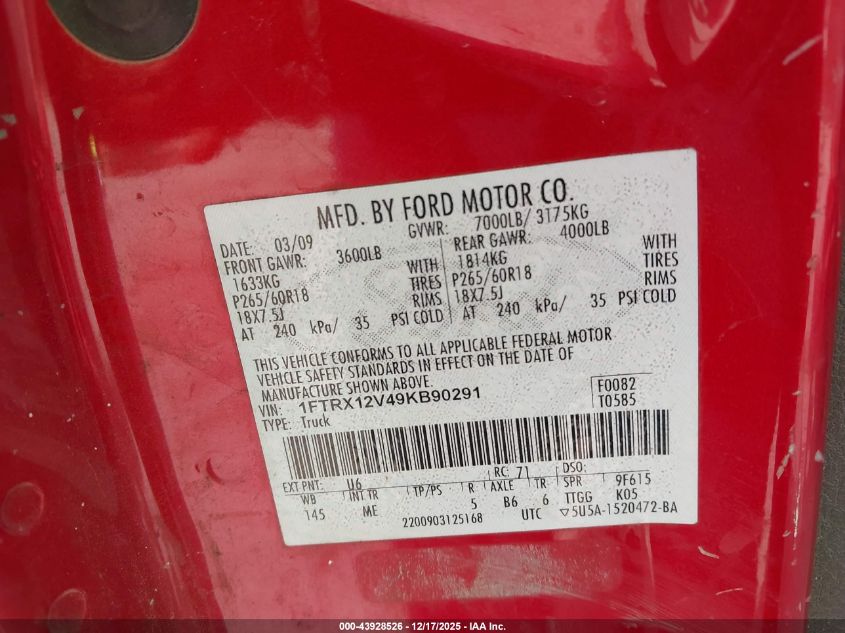 MFD. BY FORD MOTOR CO.
DATE: 03/09 GVWR: 7000LB/ 3175KG
FRONT GAWR: 3600LB REAR GAWR: 4000LB
1633KG WITH 1814KG WITH
P265/60R18 TIRES P265/60R18 TIRES
18X7.5J RIMS 18X7.5J RIMS
AT 240 kPa/ 35 PSI COLD AT 240 kPa/ 35 PSI COLD
THIS VEHICLE CONFORMS TO ALL APPLICABLE FEDERAL MOTOR
VEHICLE SAFETY STANDARDS IN EFFECT ON THE DATE OF
MANUFACTURE SHOWN ABOVE.
VIN: 1FTRX12V49KB90291 F0082
TYPE: Truck T0585
EXT PNT: U6 RC: 71 DSO:
WB INT TR TP/PS R AXLE TR SPR 9F615
145 ME 5 B6 6 TTGG K05
2200903125168 UTC ▽5U5A-1520472-BA
000-43928526 • 12/17/2025 • IAA Inc.